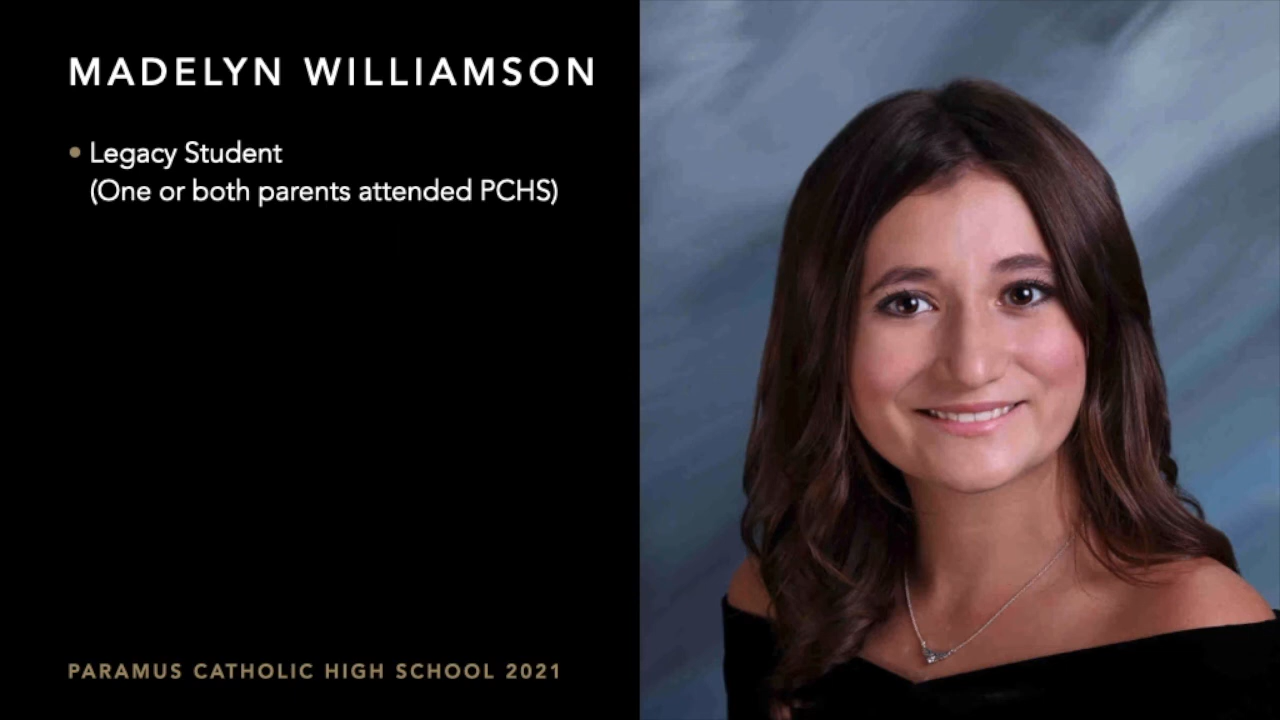 MADELYN WILLIAMSON
• Legacy Student
(One or both parents attended PCHS)
PARAMUS CATHOLIC HIGH SCHOOL 2021